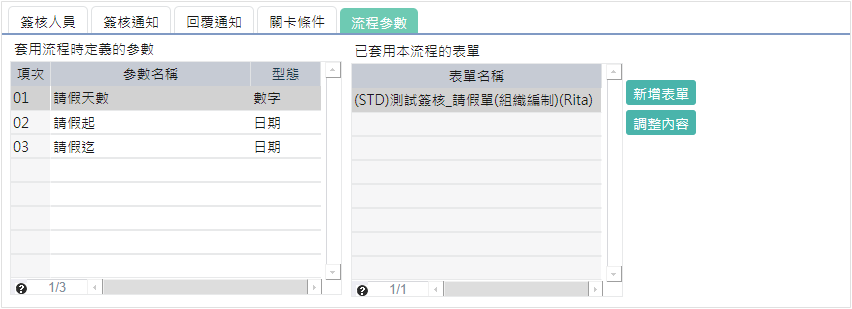 簽核人員 簽核通知 回覆通知 關卡條件 流程參數
套用流程時定義的參數
項次 參數名稱 型態
01 請假天數 數字
02 請假起 日期
03 請假迄 日期
1/3
已套用本流程的表單
表單名稱
(STD)測試簽核_請假單(組織編制)(Rita)
1/1
新增表單
調整內容